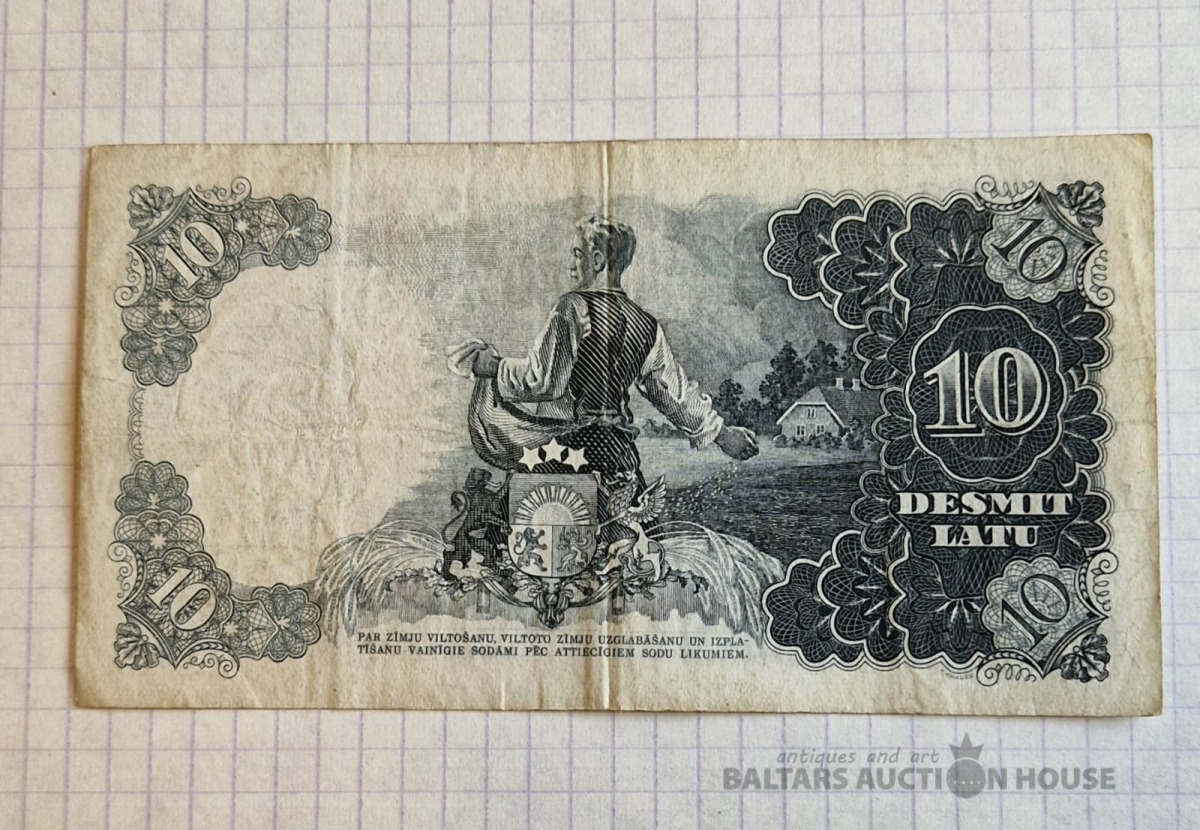 10
10
10
DESMIT
LATU
10
10
PAR ZĪMJU VILTOŠANU, VILTOTO ZĪMJU UZGLABĀŠANU UN IZPLA-
TĪŠANU VAINĪGIE SODĀMI PĒC ATTIECĪGIEM SODU LIKUMIEM.
antiques and art
BALTARS AUCTION HOUSE